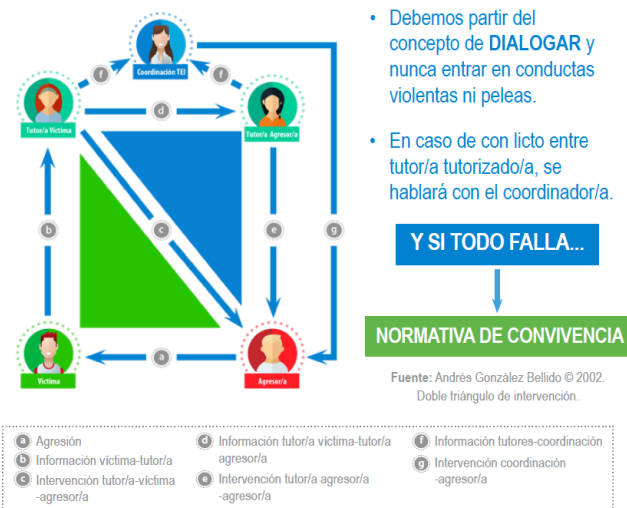 Coordinación TEI
f
f
Tutor/a Víctima
d
Tutor/a Agresor/a
b
c
e
g
Víctima
a
Agresor/a
• Debemos partir del
concepto de DIALOGAR y
nunca entrar en conductas
violentas ni peleas.
• En caso de con licto entre
tutor/a tutorizado/a, se
hablará con el coordinador/a.
Y SI TODO FALLA...
NORMATIVA DE CONVIVENCIA
Fuente: Andrés González Bellido © 2002.
Doble triángulo de intervención.
a Agresión
b Información víctima-tutor/a
c Intervención tutor/a-víctima
-agresor/a
d Información tutor/a víctima-tutor/a
agresor/a
e Intervención tutor/a agresor/a
-agresor/a
f Información tutores-coordinación
g Intervención coordinación
-agresor/a